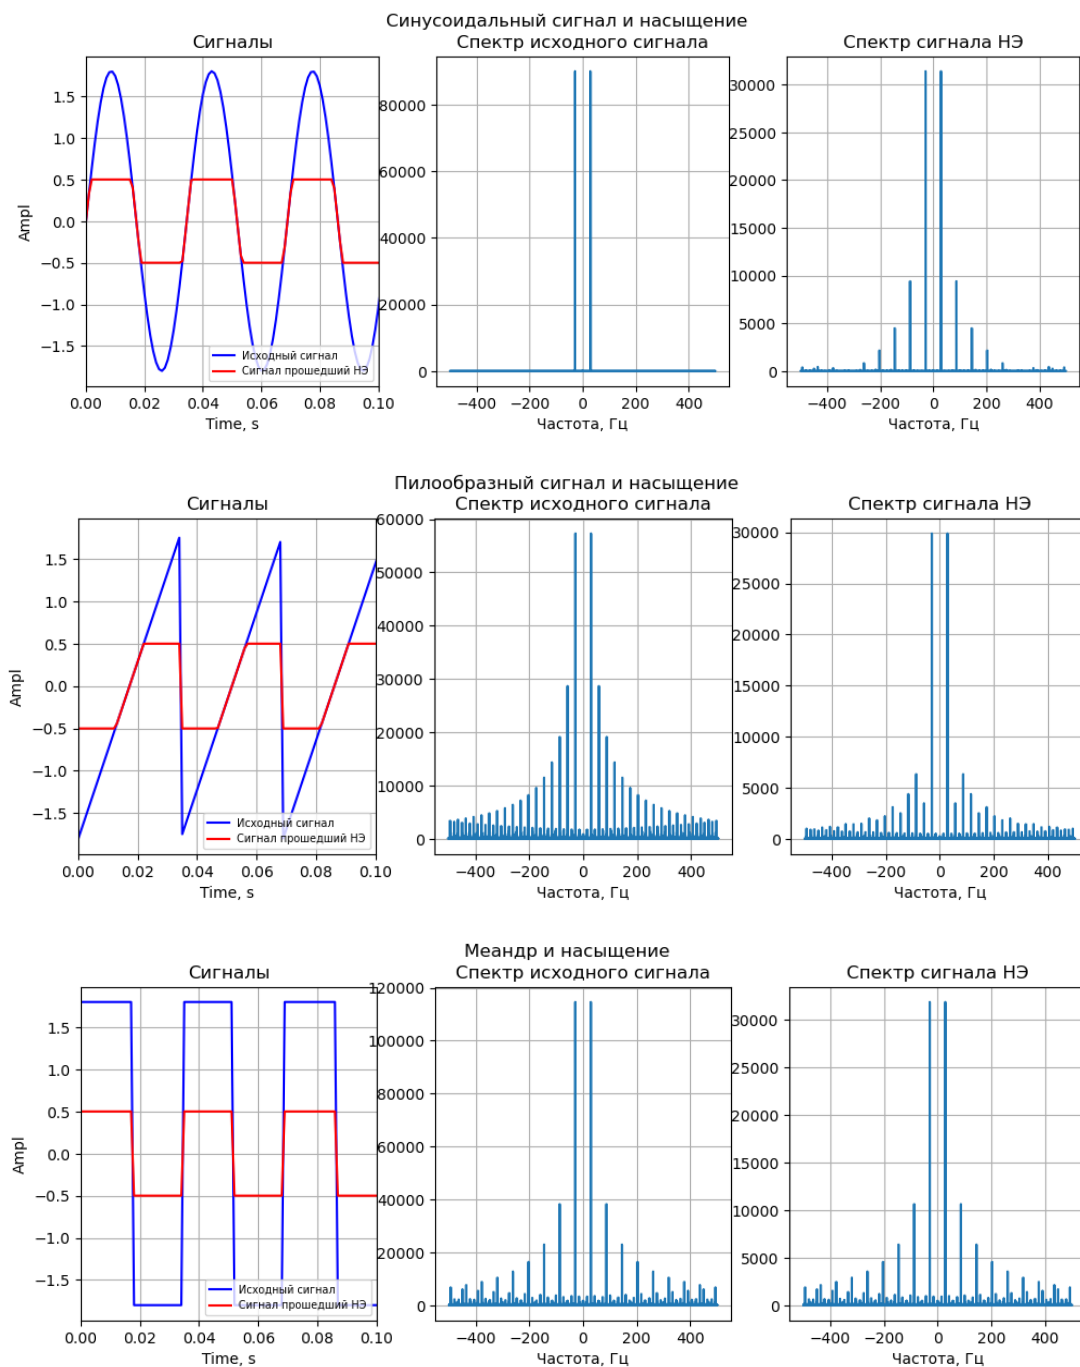 Синусоидальный сигнал и насыщение
Сигналы
Спектр исходного сигнала
Спектр сигнала НЭ
1.5
1.0
0.5
0.0
−0.5
−1.0
−1.5
Ampl
Исходный сигнал
Сигнал прошедший НЭ
0.00 0.02 0.04 0.06 0.08 0.10
Time, s
80000
60000
40000
20000
0
−400 −200 0 200 400
Частота, Гц
30000
25000
20000
15000
10000
5000
0
−400 −200 0 200 400
Частота, Гц
Пилообразный сигнал и насыщение
Сигналы
Спектр исходного сигнала
Спектр сигнала НЭ
1.5
1.0
0.5
0.0
−0.5
−1.0
−1.5
Ampl
Исходный сигнал
Сигнал прошедший НЭ
0.00 0.02 0.04 0.06 0.08 0.10
Time, s
60000
50000
40000
30000
20000
10000
0
−400 −200 0 200 400
Частота, Гц
30000
25000
20000
15000
10000
5000
0
−400 −200 0 200 400
Частота, Гц
Меандр и насыщение
Сигналы
Спектр исходного сигнала
Спектр сигнала НЭ
1.5
1.0
0.5
0.0
−0.5
−1.0
−1.5
Ampl
Исходный сигнал
Сигнал прошедший НЭ
0.00 0.02 0.04 0.06 0.08 0.10
Time, s
120000
100000
80000
60000
40000
20000
0
−400 −200 0 200 400
Частота, Гц
30000
25000
20000
15000
10000
5000
0
−400 −200 0 200 400
Частота, Гц